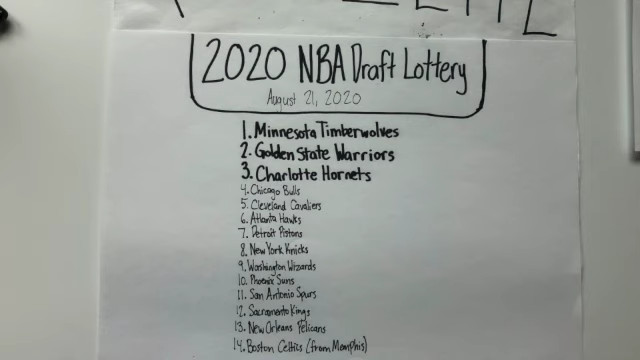 2020 NBA Draft Lottery
August 21, 2020
1. Minnesota Timberwolves
2. Golden State Warriors
3. Charlotte Hornets
4. Chicago Bulls
5. Cleveland Cavaliers
6. Atlanta Hawks
7. Detroit Pistons
8. New York Knicks
9. Washington Wizards
10. Phoenix Suns
11. San Antonio Spurs
12. Sacramento Kings
13. New Orleans Pelicans
14. Boston Celtics (from Memphis)